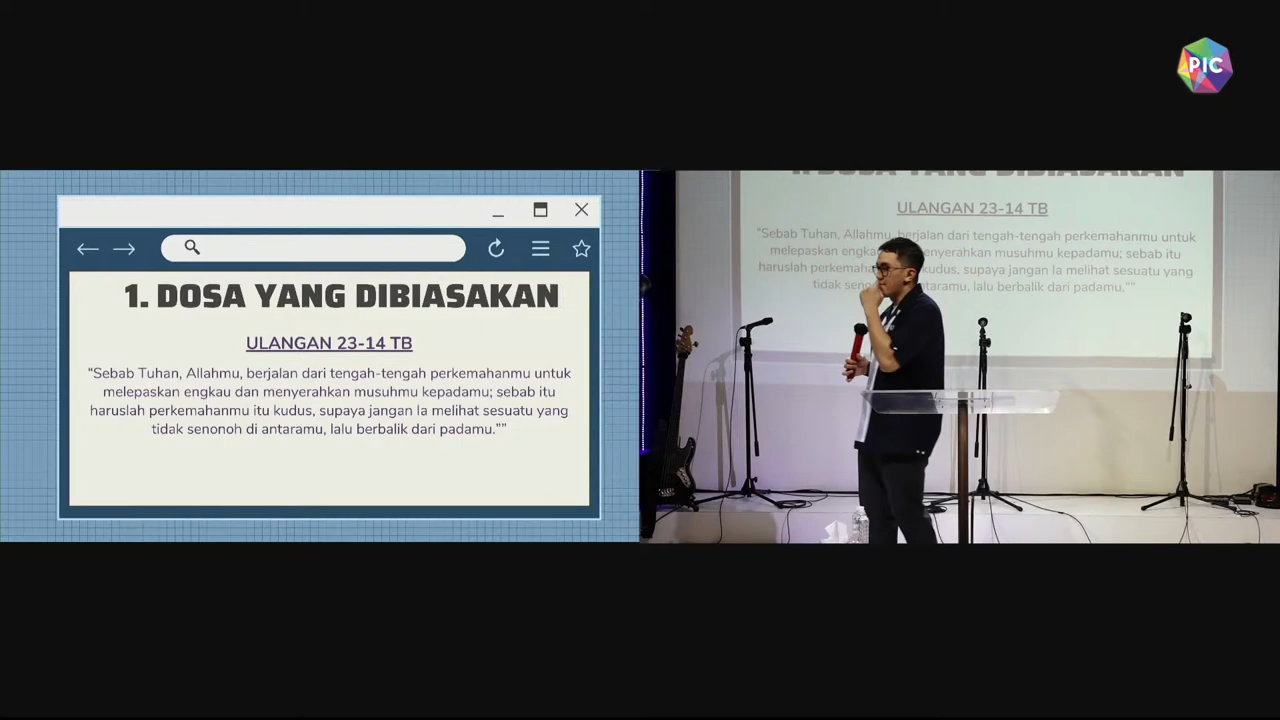 PIC
1. DOSA YANG DIBIASAKAN
ULANGAN 23-14 TB
"Sebab Tuhan, Allahmu, berjalan dari tengah-tengah perkemahanmu untuk
melepaskan engkau dan menyerahkan musuhmu kepadamu; sebab itu
haruslah perkemahanmu itu kudus, supaya jangan Ia melihat sesuatu yang
tidak senonoh di antaramu, lalu berbalik dari padamu.""
1. DOSA YANG DIBIASAKAN
ULANGAN 23-14 TB
"Sebab Tuhan, Allahmu, berjalan dari tengah-tengah perkemahanmu untuk
melepaskan engkau menyerahkan musuhmu kepadamu; sebab itu
haruslah kudus, supaya jangan Ia melihat sesuatu yang
tidak antaramu, lalu berbalik dari padamu.""